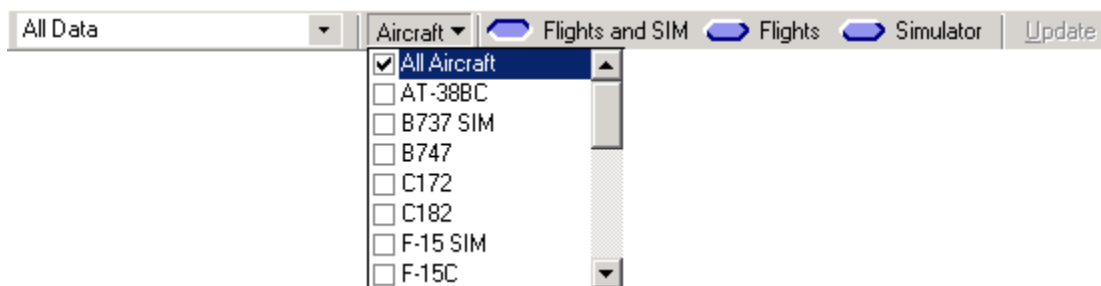 All Data Aircraft Flights and SIM Flights Simulator Update
All Aircraft
AT-38BC
B737 SIM
B747
C172
C182
F-15 SIM
F-15C